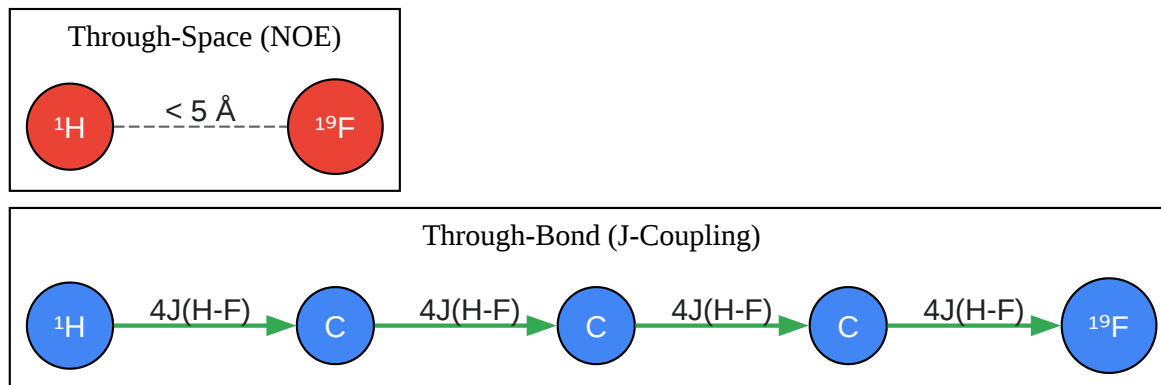 Through-Space (NOE)
¹H < 5 Å ¹⁹F
Through-Bond (J-Coupling)
¹H 4J(H-F) C 4J(H-F) C 4J(H-F) C 4J(H-F) ¹⁹F